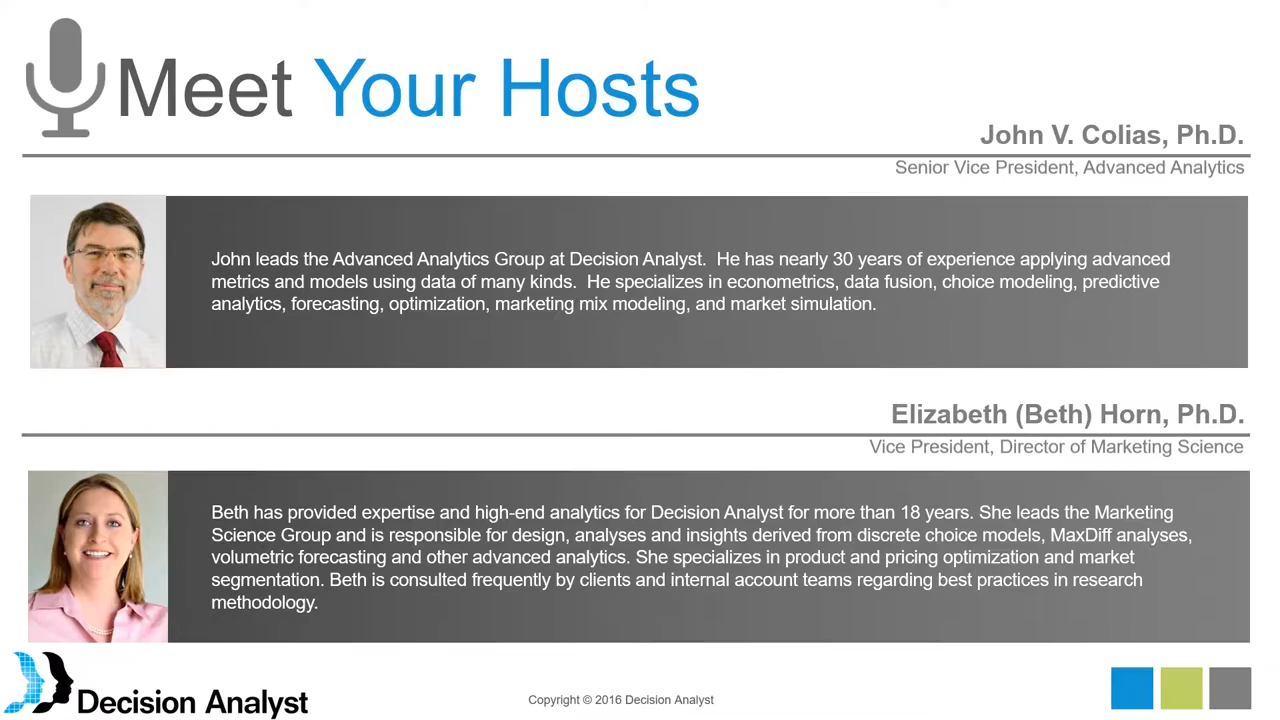 Meet Your Hosts
John V. Colias, Ph.D.
Senior Vice President, Advanced Analytics
John leads the Advanced Analytics Group at Decision Analyst.  He has nearly 30 years of experience applying advanced
metrics and models using data of many kinds.  He specializes in econometrics, data fusion, choice modeling, predictive
analytics, forecasting, optimization, marketing mix modeling, and market simulation.
Elizabeth (Beth) Horn, Ph.D.
Vice President, Director of Marketing Science
Beth has provided expertise and high-end analytics for Decision Analyst for more than 18 years. She leads the Marketing
Science Group and is responsible for design, analyses and insights derived from discrete choice models, MaxDiff analyses,
volumetric forecasting and other advanced analytics. She specializes in product and pricing optimization and market
segmentation. Beth is consulted frequently by clients and internal account teams regarding best practices in research
methodology.
Decision Analyst
Copyright © 2016 Decision Analyst